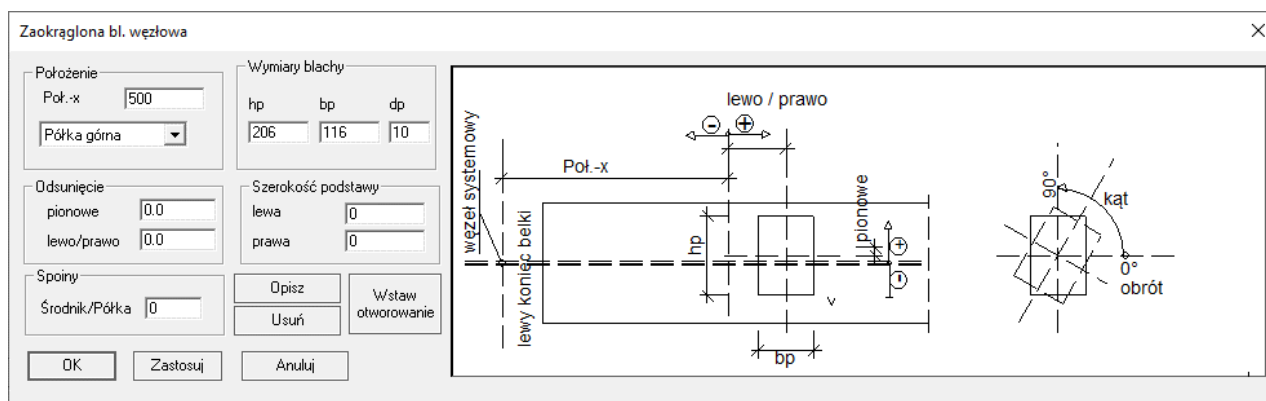 Zaokrąglona bl. węzłowa
Położenie
Poł.-x 500
Półka górna
Wymiary blachy
hp bp dp
206 116 10
Odsunięcie
pionowe 0.0
lewo/prawo 0.0
Szerokość podstawy
lewa 0
prawa 0
Spoiny
Środnik/Półka 0
Opisz
Usuń
Wstaw
otworowanie
OK Zastosuj Anuluj
lewo / prawo
- +
Poł.-x
węzeł systemowy
lewy koniec belki
hp
bp
pionowe
+
-
v
90°
kąt
0°
obrót